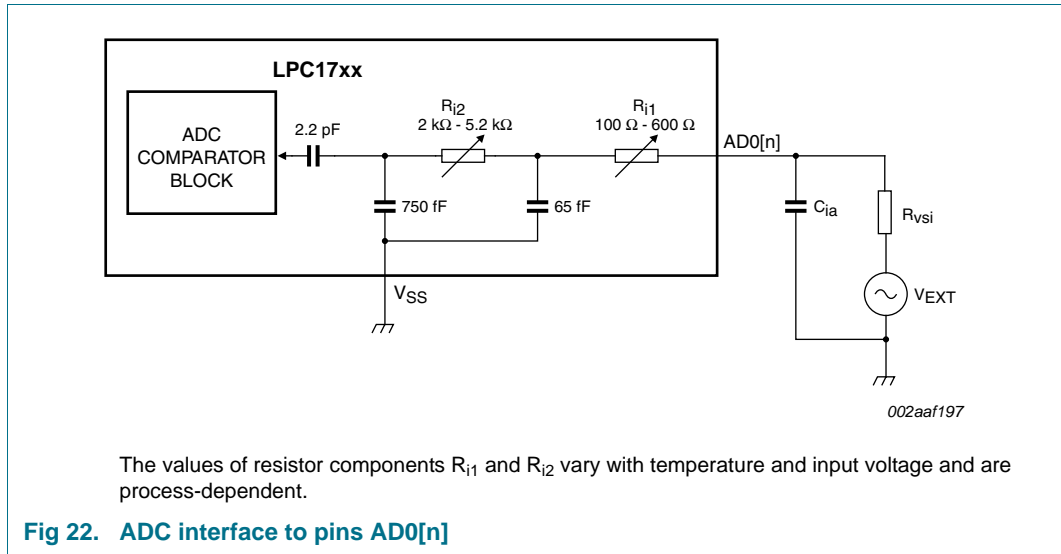 LPC17xx
ADC
COMPARATOR
BLOCK
2.2 pF
Ri2
2 kΩ - 5.2 kΩ
Ri1
100 Ω - 600 Ω
AD0[n]
750 fF
65 fF
Cia
Rvsi
VSS
VEXT
002aaf197
The values of resistor components Ri1 and Ri2 vary with temperature and input voltage and are
process-dependent.
Fig 22. ADC interface to pins AD0[n]